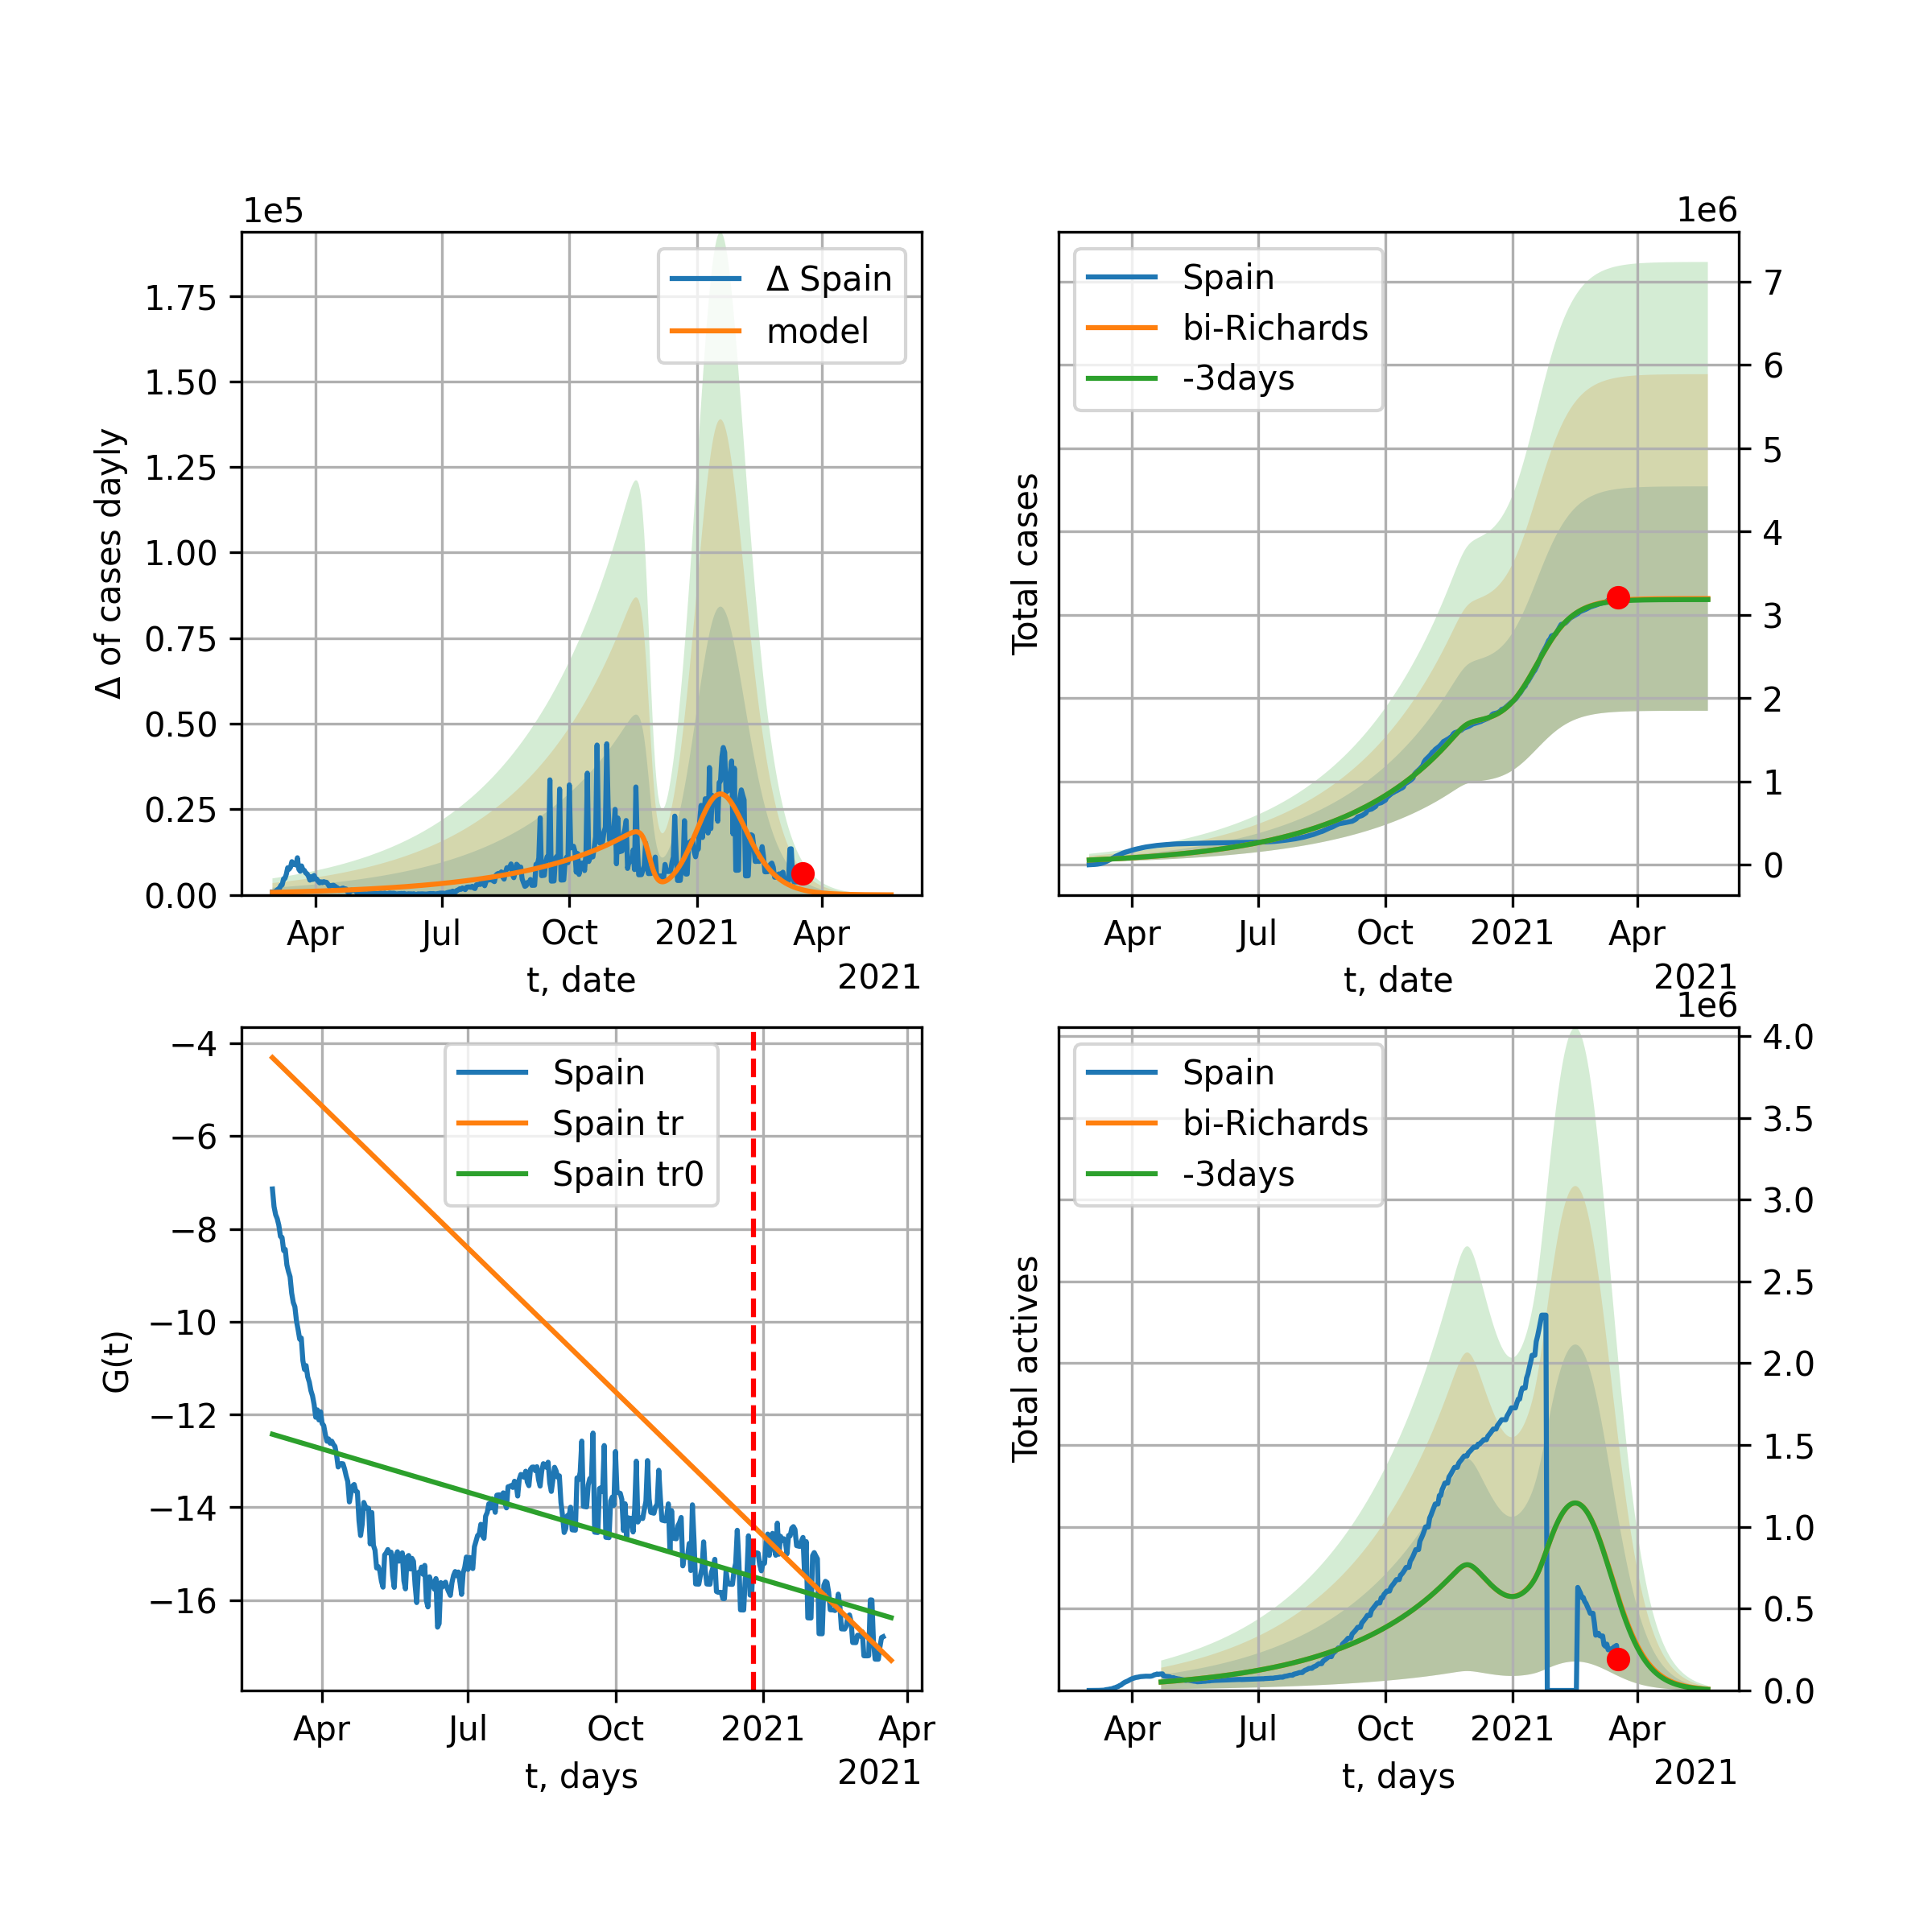 1e5
Δ Spain
model
1.75
1.50
1.25
1.00
0.75
0.50
0.25
0.00
Δ of cases dayly
Apr Jul Oct 2021 Apr
t, date
2021
1e6
Spain
bi-Richards
-3days
7
6
5
4
3
2
1
0
Total cases
Apr Jul Oct 2021 Apr
t, date
2021
−4
−6
−8
−10
−12
−14
−16
G(t)
Spain
Spain tr
Spain tr0
Apr Jul Oct 2021 Apr
t, days
2021
1e6
Spain
bi-Richards
-3days
4.0
3.5
3.0
2.5
2.0
1.5
1.0
0.5
0.0
Total actives
Apr Jul Oct 2021 Apr
t, days
2021